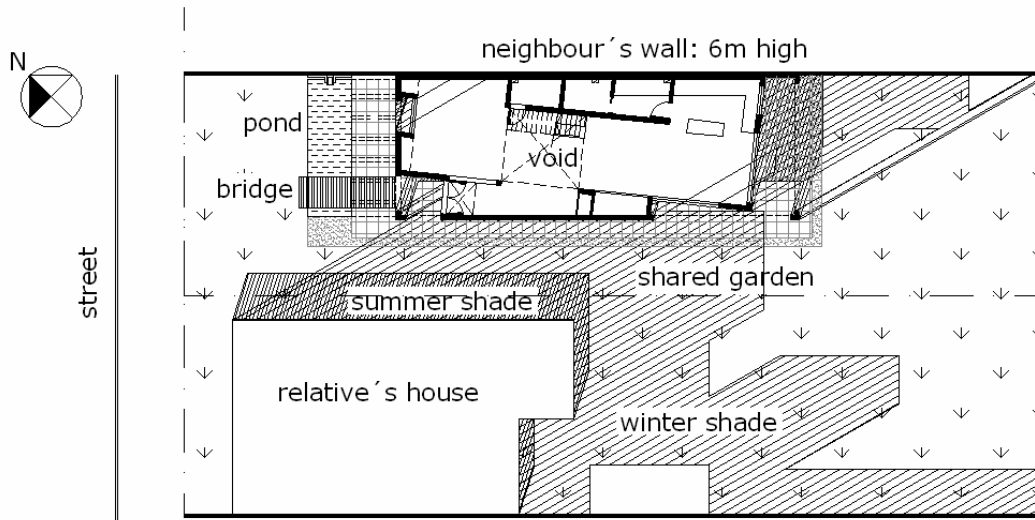 N
neighbour´s wall: 6m high
pond
void
bridge
shared garden
summer shade
street
relative´s house
winter shade